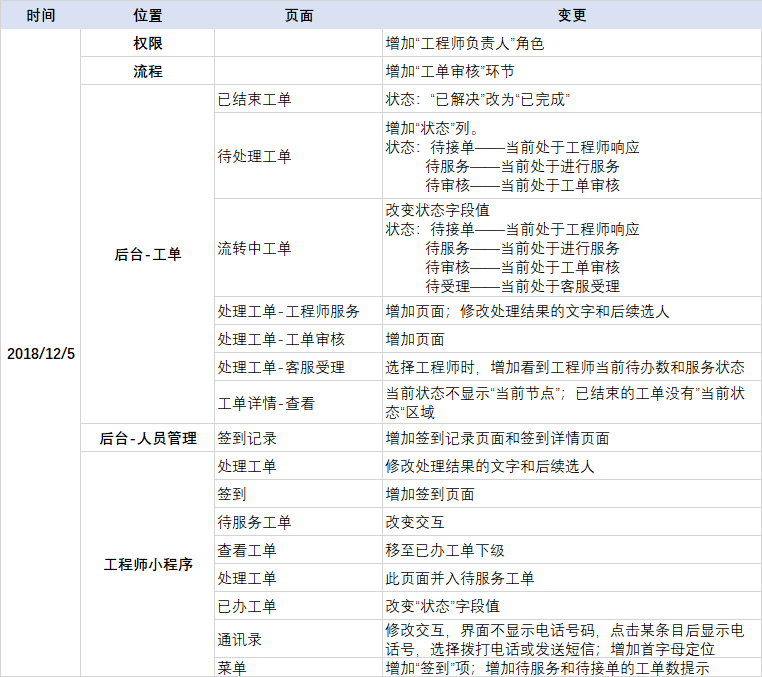 时间 位置 页面 变更
2018/12/5
权限 增加“工程师负责人”角色
流程 增加“工单审核”环节
后台-工单
已结束工单 状态：“已解决”改为“已完成”
待处理工单
增加“状态”列。
状态：待接单——当前处于工程师响应
待服务——当前处于进行服务
待审核——当前处于工单审核
流转中工单
改变状态字段值
状态：待接单——当前处于工程师响应
待服务——当前处于进行服务
待审核——当前处于工单审核
待受理——当前处于客服受理
处理工单-工程师服务 增加页面；修改处理结果的文字和后续选人
处理工单-工单审核 增加页面
处理工单-客服受理 选择工程师时，增加看到工程师当前待办数和服务状态
工单详情-查看
当前状态不显示“当前节点”；已结束的工单没有”当前状
态“区域
后台-人员管理 签到记录 增加签到记录页面和签到详情页面
工程师小程序
处理工单 修改处理结果的文字和后续选人
签到 增加签到页面
待服务工单 改变交互
查看工单 移至已办工单下级
处理工单 此页面并入待服务工单
已办工单 改变“状态”字段值
通讯录
修改交互，界面不显示电话号码，点击某条目后显示电
话号，选择拨打电话或发送短信；增加首字母定位
菜单 增加“签到”项；增加待服务和待接单的工单数提示